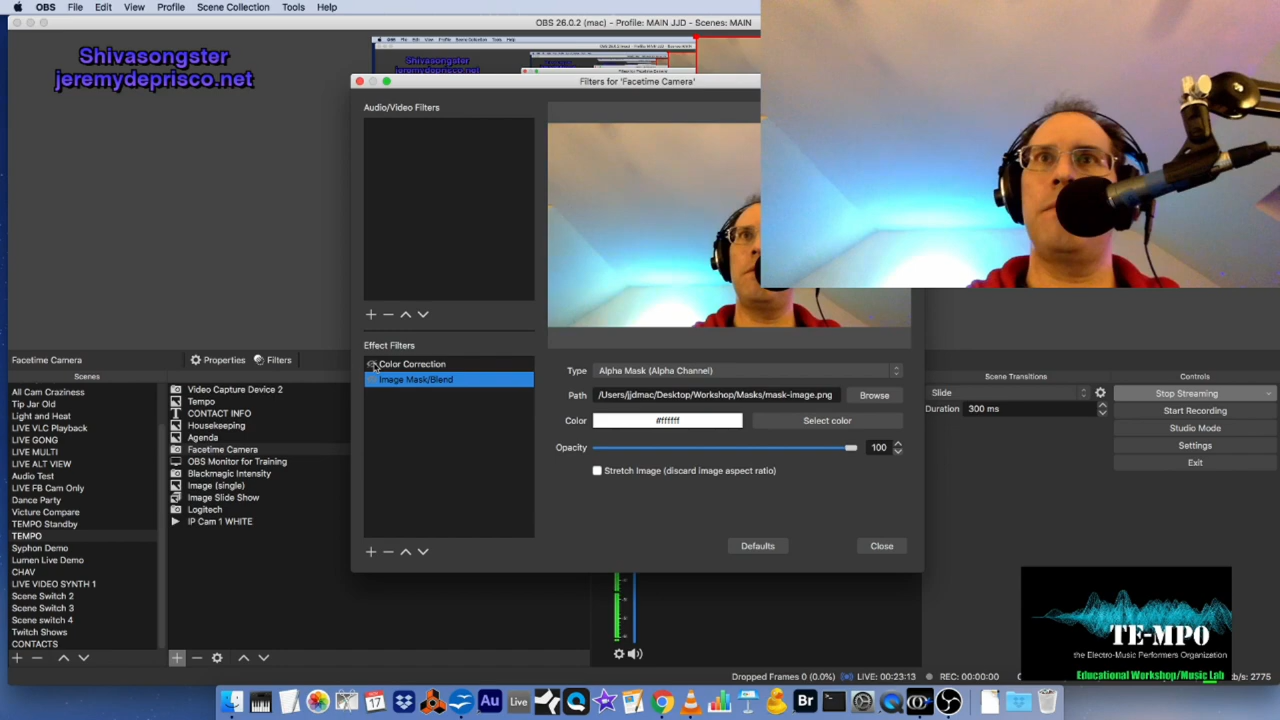 OBS File Edit View Profile Scene Collection Tools Help
OBS 26.0.2 (mac) - Profile: MAIN JJD - Scenes: MAIN
Shivasongster
jeremydeprisco.net
Filters for 'Facetime Camera'
Audio/Video Filters
Effect Filters
Color Correction
Image Mask/Blend
Type Alpha Mask (Alpha Channel)
Path /Users/jjdmac/Desktop/Workshop/Masks/mask-image.png Browse
Color #ffffff Select color
Opacity 100
Stretch Image (discard image aspect ratio)
Defaults Close
Facetime Camera Properties Filters
Scenes
All Cam Craziness
Tip Jar Old
Light and Heat
LIVE VLC Playback
LIVE GONG
LIVE MULTI
LIVE ALT VIEW
Audio Test
LIVE FB Cam Only
Dance Party
Victure Compare
TEMPO Standby
TEMPO
Syphon Demo
Lumen Live Demo
CHAV
LIVE VIDEO SYNTH 1
Scene Switch 2
Scene Switch 3
Scene switch 4
Twitch Shows
CONTACTS
Video Capture Device 2
Tempo
CONTACT INFO
Housekeeping
Agenda
Facetime Camera
OBS Monitor for Training
Blackmagic Intensity
Image (single)
Image Slide Show
Logitech
IP Cam 1 WHITE
Scene Transitions
Slide
Duration 300 ms
Controls
Stop Streaming
Start Recording
Studio Mode
Settings
Exit
TE-MPO
the Electro-Music Performers Organization
Educational Workshop/Music Lab
Dropped Frames 0 (0.0%) LIVE: 00:23:13 REC: 00:00:00 2775
17 Au Live Br